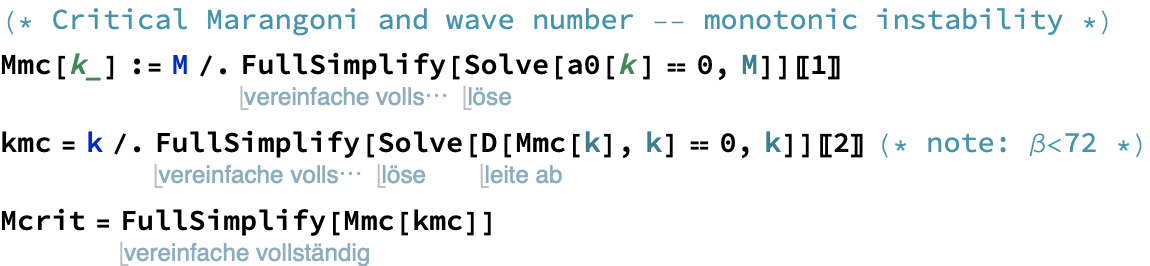 (* Critical Marangoni and wave number -- monotonic instability *)
Mmc[k_] := M /. FullSimplify[Solve[a0[k] == 0, M]]⟦1⟧
vereinfache volls⋯ löse
kmc = k /. FullSimplify[Solve[D[Mmc[k], k] == 0, k]]⟦2⟧ (* note: β<72 *)
vereinfache volls⋯ löse leite ab
Mcrit = FullSimplify[Mmc[kmc]]
vereinfache vollständig